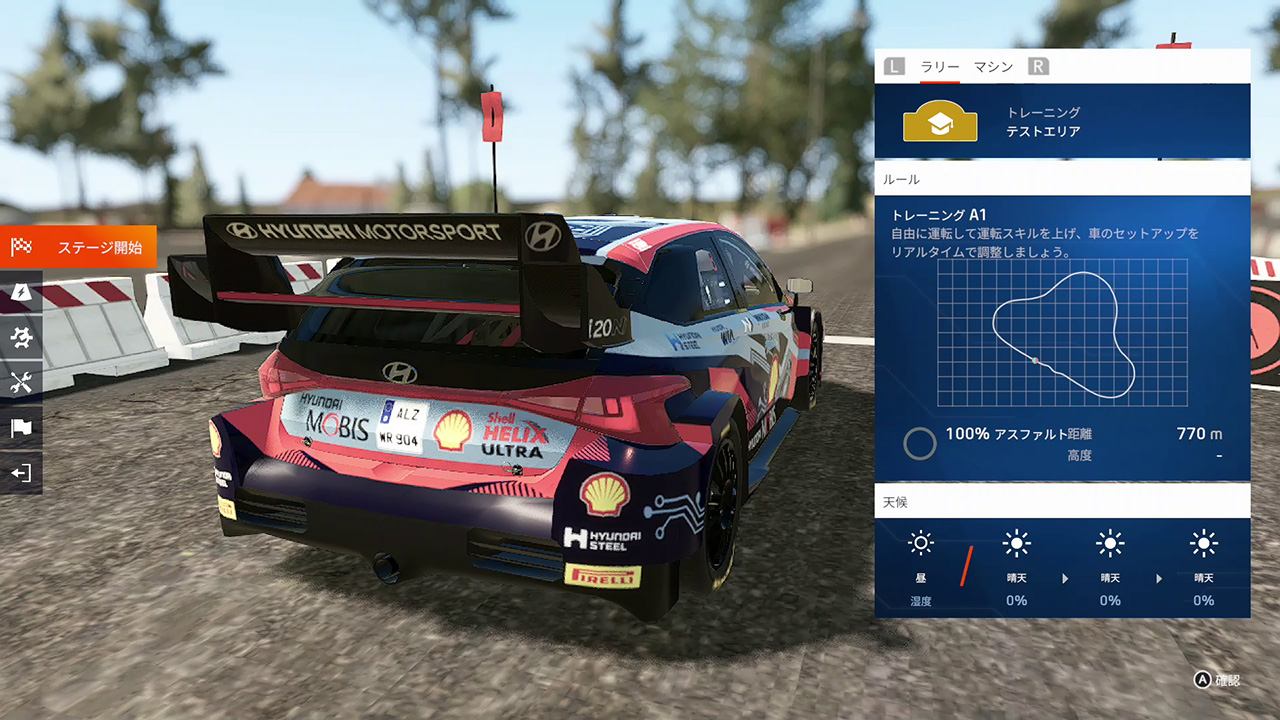 L ラリー マシン R
トレーニング
テストエリア
ルール
トレーニング A1
自由に運転して運転スキルを上げ、車のセットアップを
リアルタイムで調整しましょう。
100% アスファルト 距離 770 m
高度 -
天候
昼 晴天 晴天 晴天
湿度 0% 0% 0%
A 確認
ステージ開始
HYUNDAI MOTORSPORT
i20N
HYUNDAI
STEEL
HYUNDAI
MOBIS
ALZ
WR 904
Shell
HELIX
ULTRA
HYUNDAI
STEEL
PIRELLI